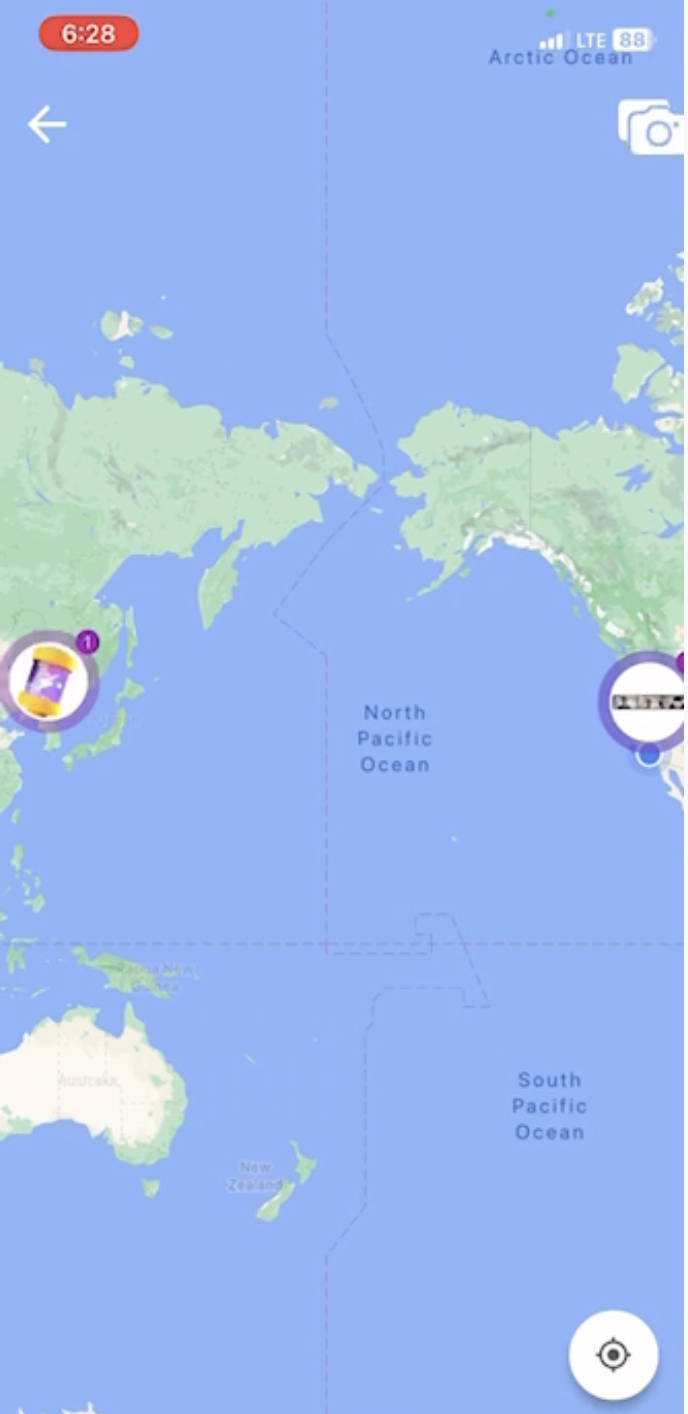 6:28
LTE 88
Arctic Ocean
1
North
Pacific
Ocean
Papua New
Guinea
Australia
South
Pacific
Ocean
New
Zealand